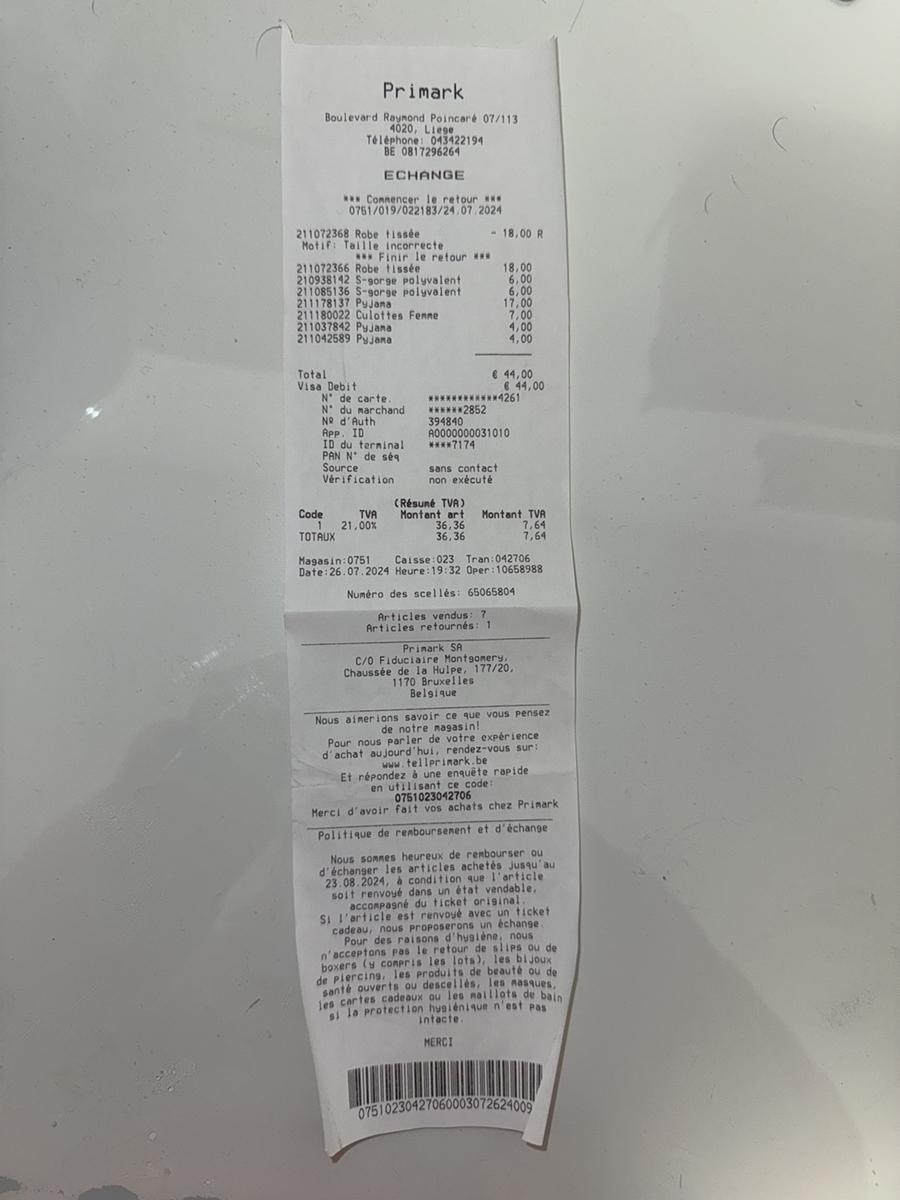 Primark
Boulevard Raymond Poincaré 07/113
4020, Liege
Téléphone: 043422194
BE 0817296264
ECHANGE
*** Commencer le retour ***
0751/019/022183/24.07.2024
211072368 Robe tissée - 18,00 R
Motif: Taille incorrecte
*** Finir le retour ***
211072366 Robe tissée 18,00
210938142 S-gorge polyvalent 6,00
211085136 S-gorge polyvalent 6,00
211178137 Pyjama 17,00
211180022 Culottes Femme 7,00
211037842 Pyjama 4,00
211042589 Pyjama 4,00
Total € 44,00
Visa Debit € 44,00
N° de carte. ************4261
N° du marchand ******2852
Nº d'Auth 394840
App. ID A0000000031010
ID du terminal ****7174
PAN N° de séq
Source sans contact
Vérification non exécuté
(Résumé TVA)
Code TVA Montant art Montant TVA
1 21,00% 36,36 7,64
TOTAUX 36,36 7,64
Magasin:0751 Caisse:023 Tran:042706
Date:26.07.2024 Heure:19:32 Oper:10658988
Numéro des scellés: 65065804
Articles vendus: 7
Articles retournés: 1
Primark SA
C/O Fiduciaire Montgomery,
Chaussée de la Hulpe, 177/20,
1170 Bruxelles
Belgique
Nous aimerions savoir ce que vous pensez
de notre magasin!
Pour nous parler de votre expérience
d'achat aujourd'hui, rendez-vous sur:
www.tellprimark.be
Et répondez à une enquête rapide
en utilisant ce code:
0751023042706
Merci d'avoir fait vos achats chez Primark
Politique de remboursement et d'échange
Nous sommes heureux de rembourser ou
d'échanger les articles achetés jusqu'au
23.08.2024, à condition que l'article
soit renvoyé dans un état vendable,
accompagné du ticket original.
Si l'article est renvoyé avec un ticket
cadeau, nous proposerons un échange.
Pour des raisons d'hygiène, nous
n'acceptons pas le retour de slips ou de
boxers (y compris les lots), les bijoux
de piercing, les produits de beauté ou de
santé ouverts ou descellés, les masques,
les cartes cadeaux ou les maillots de bain
si la protection hygiénique n'est pas
intacte.
MERCI
07510230427060003072624009